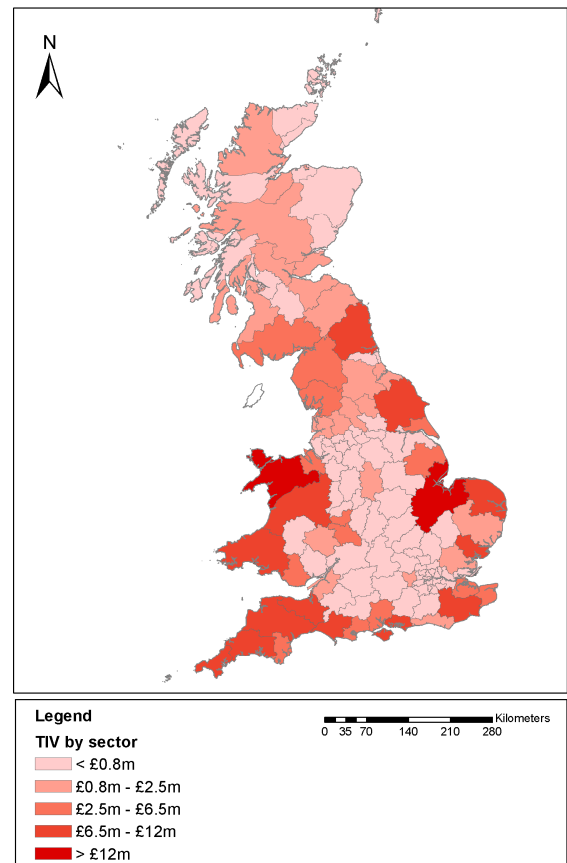 N
Legend
TIV by sector
< £0.8m
£0.8m - £2.5m
£2.5m - £6.5m
£6.5m - £12m
> £12m
Kilometers
0 35 70 140 210 280